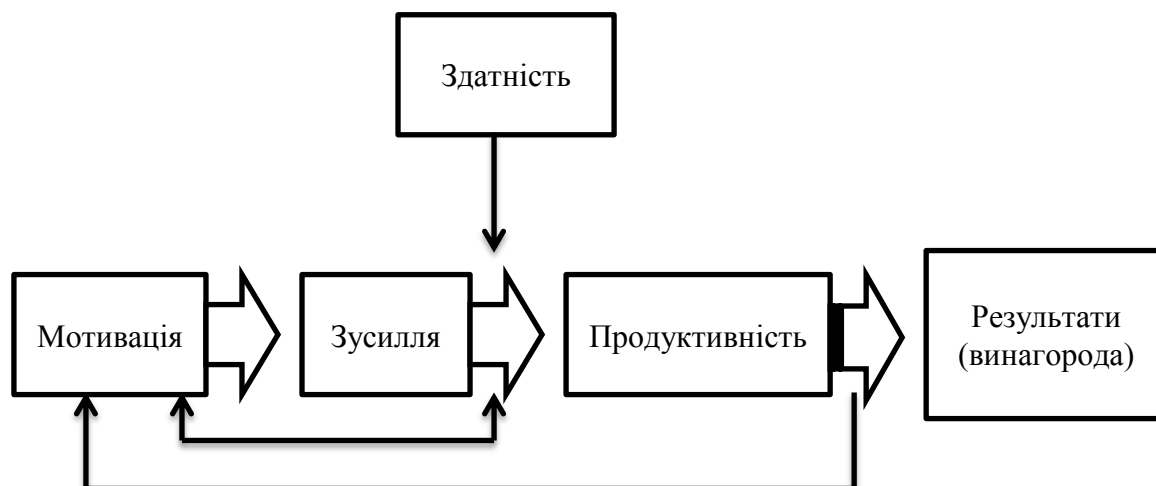 Здатність
Мотивація
Зусилля
Продуктивність
Результати
(винагорода)